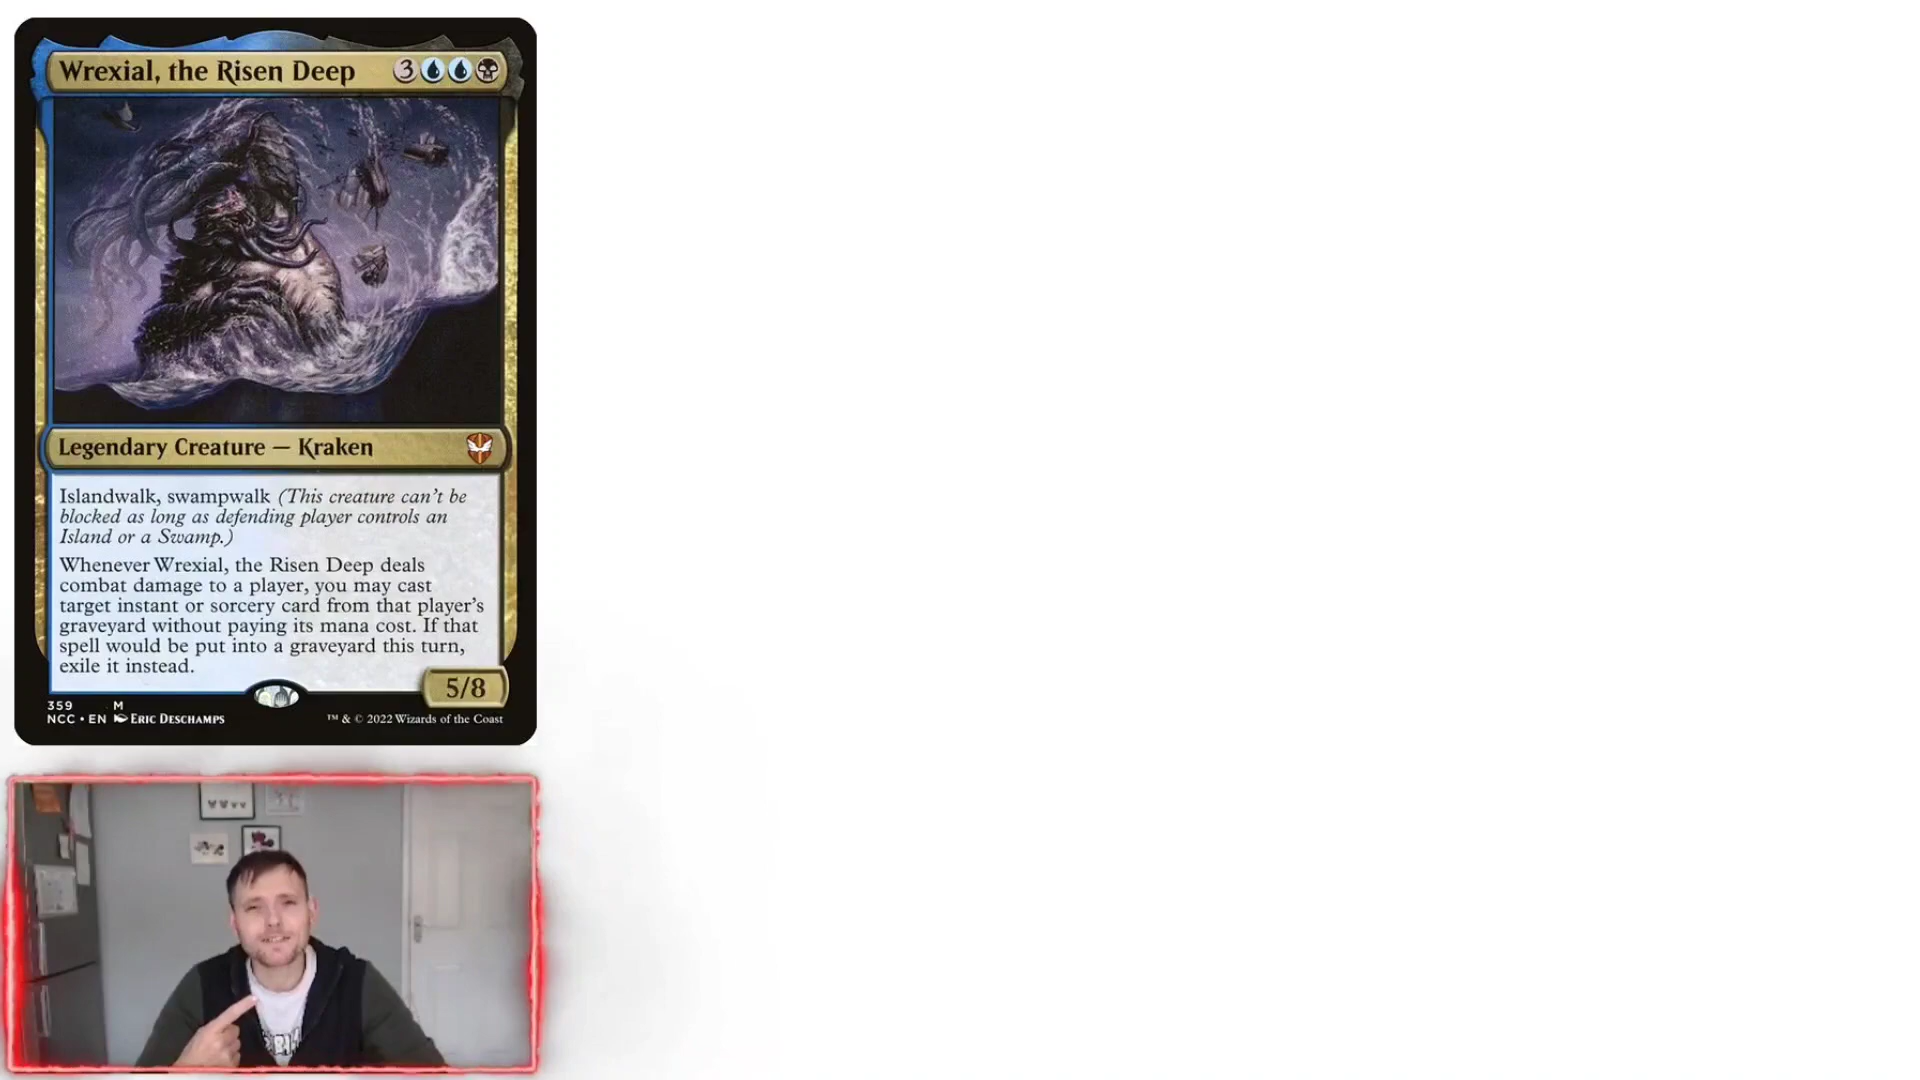 Wrexial, the Risen Deep 3
Legendary Creature — Kraken
Islandwalk, swampwalk (This creature can't be
blocked as long as defending player controls an
Island or a Swamp.)
Whenever Wrexial, the Risen Deep deals
combat damage to a player, you may cast
target instant or sorcery card from that player's
graveyard without paying its mana cost. If that
spell would be put into a graveyard this turn,
exile it instead.
5/8
359 M
NCC • EN Eric Deschamps ™ & © 2022 Wizards of the Coast